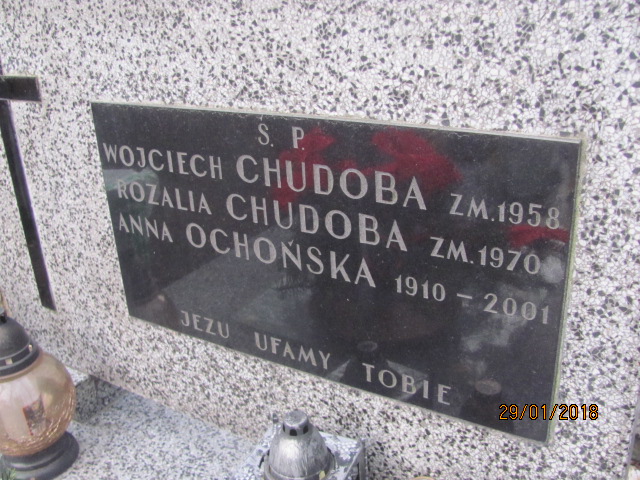 Ś. P.
WOJCIECH CHUDOBA ZM.1958
ROZALIA CHUDOBA ZM.1970
ANNA OCHOŃSKA 1910 – 2001
JEZU UFAMY TOBIE
29/01/2018